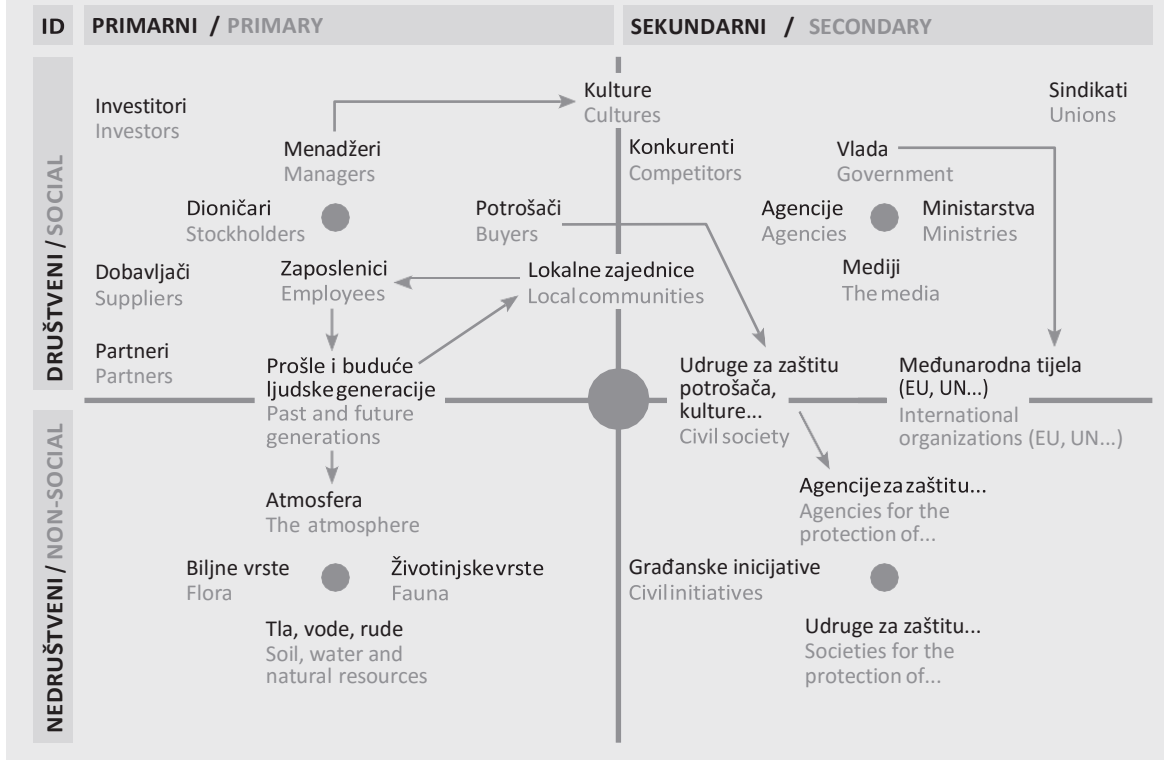 ID
PRIMARNI / PRIMARY
SEKUNDARNI / SECONDARY
DRUŠTVENI / SOCIAL
Investitori
Investors
Menadžeri
Managers
Dioničari
Stockholders
Dobavljači
Suppliers
Zaposlenici
Employees
Partneri
Partners
Prošle i buduće
ljudske generacije
Past and future
generations
Potrošači
Buyers
Kulture
Cultures
Lokalne zajednice
Local communities
Konkurenti
Competitors
Vlada
Government
Sindikati
Unions
Agencije
Agencies
Ministarstva
Ministries
Mediji
The media
Udruge za zaštitu
potrošača,
kulture...
Civil society
Međunarodna tijela
(EU, UN...)
International
organizations (EU, UN...)
NEDRUŠTVENI / NON-SOCIAL
Atmosfera
The atmosphere
Biljne vrste
Flora
Životinjske vrste
Fauna
Tla, vode, rude
Soil, water and
natural resources
Agencije za zaštitu...
Agencies for the
protection of...
Građanske inicijative
Civil initiatives
Udruge za zaštitu...
Societies for the
protection of...